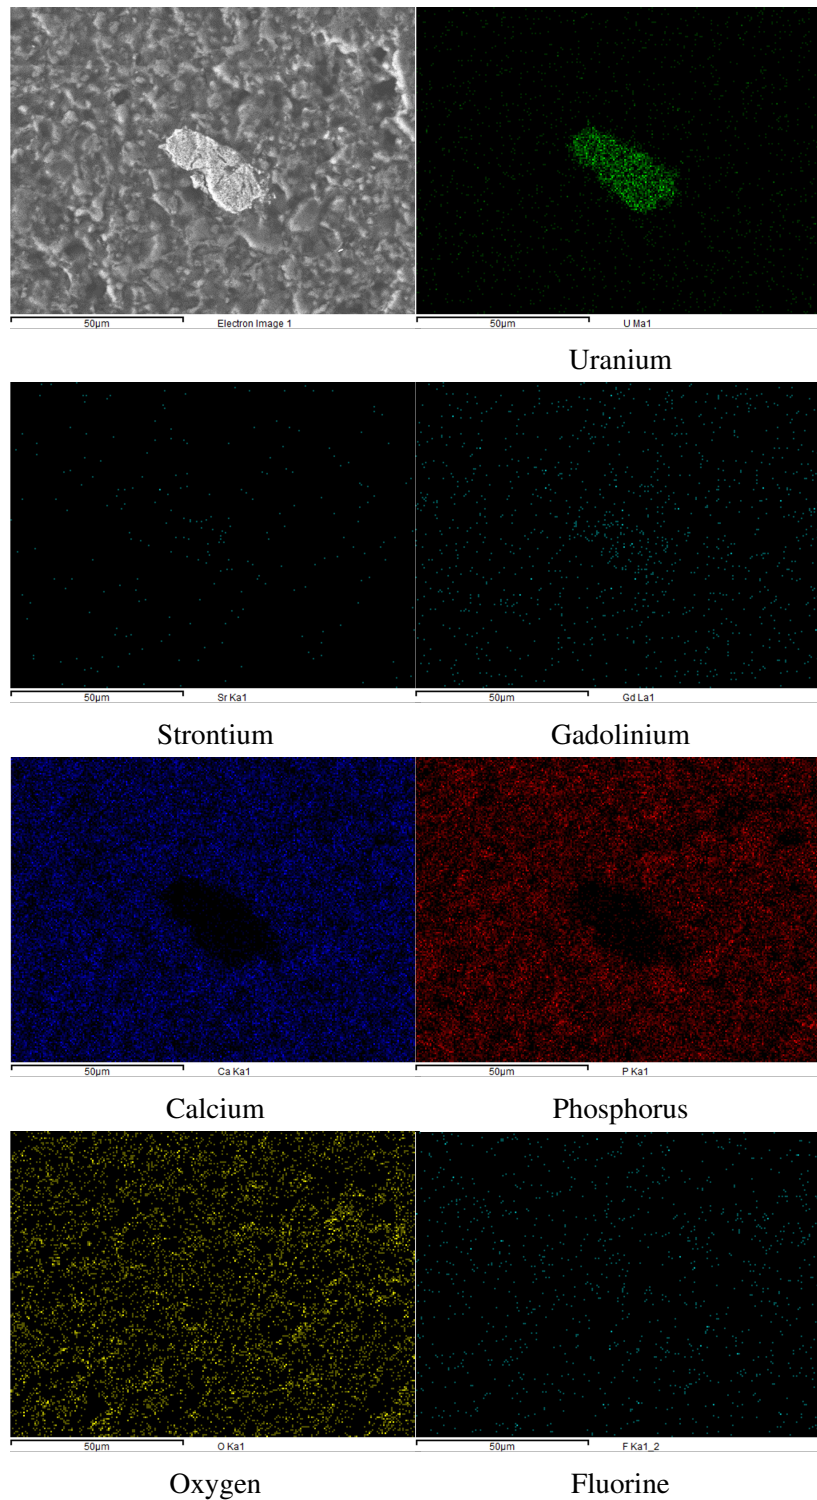 50µm Electron Image 1
50µm U Ma1
Uranium
50µm Sr Ka1
50µm Gd La1
Strontium
Gadolinium
50µm Ca Ka1
50µm P Ka1
Calcium
Phosphorus
50µm O Ka1
50µm F Ka1_2
Oxygen
Fluorine